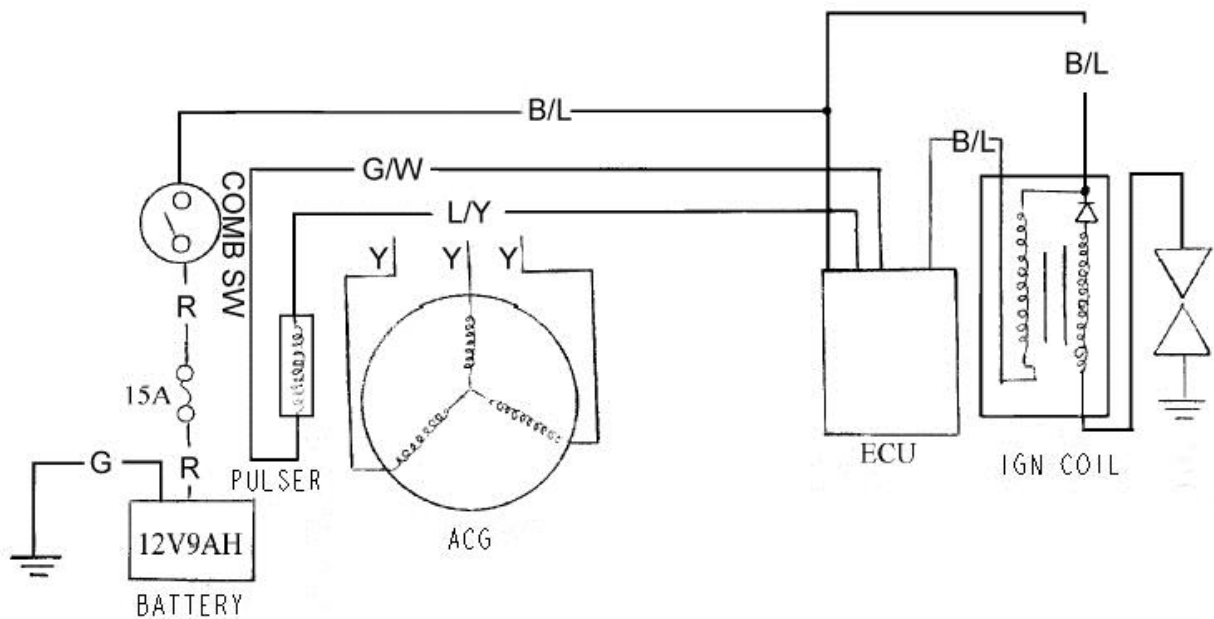 B/L
B/L
B/L
G/W
L/Y
COMB SW
Y
Y
Y
R
15A
R
G
PULSER
ECU
IGN COIL
12V9AH
ACG
BATTERY